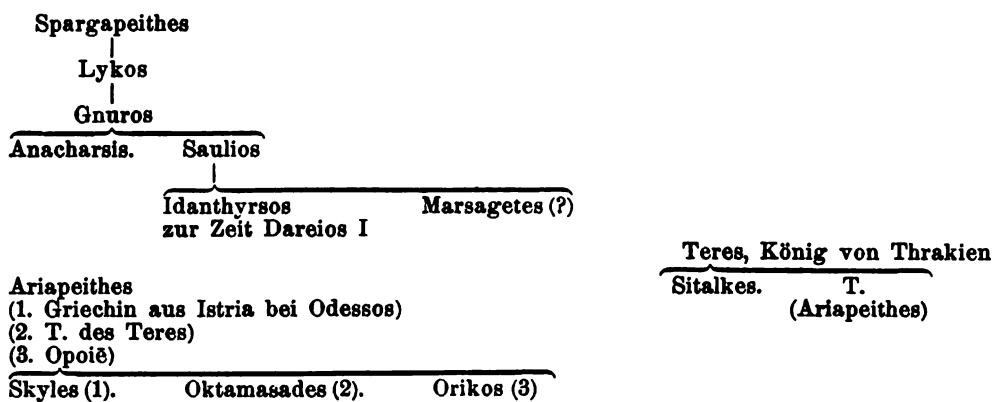 Spargapeithes
Lykos
Gnuros
Anacharsis. Saulios
Idanthyrsos Marsagetes (?)
zur Zeit Dareios I
Teres, König von Thrakien
Sitalkes. T.
(Ariapeithes)
Ariapeithes
(1. Griechin aus Istria bei Odessos)
(2. T. des Teres)
(3. Opoiē)
Skyles (1). Oktamasades (2). Orikos (3)